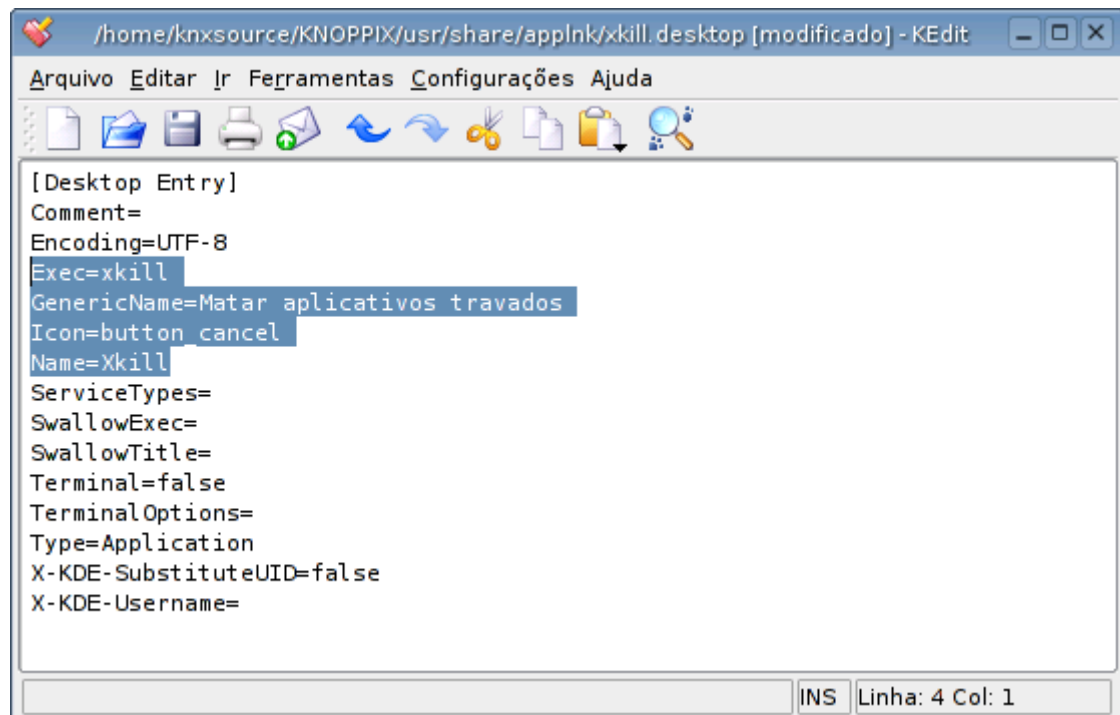 /home/knxsource/KNOPPIX/usr/share/applnk/xkill.desktop [modificado] - KEdit
Arquivo Editar Ir Ferramentas Configurações Ajuda
[Desktop Entry]
Comment=
Encoding=UTF-8
Exec=xkill
GenericName=Matar aplicativos travados
Icon=button_cancel
Name=Xkill
ServiceTypes=
SwallowExec=
SwallowTitle=
Terminal=false
TerminalOptions=
Type=Application
X-KDE-SubstituteUID=false
X-KDE-Username=
INS Linha: 4 Col: 1